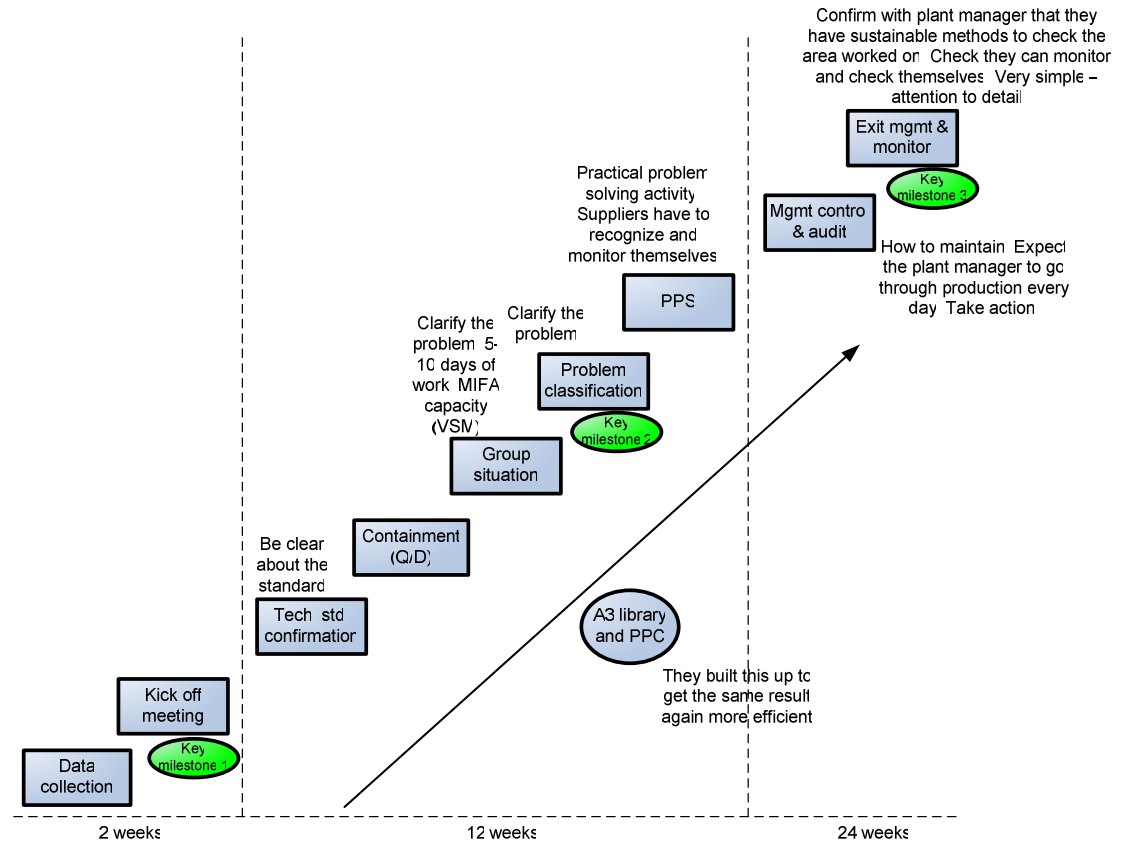 Confirm with plant manager that they
have sustainable methods to check the
area worked on Check they can monitor
and check themselves Very simple –
attention to detail
Exit mgmt &
monitor
Key
milestone 3
Mgmt contro
& audit
How to maintain Expect
the plant manager to go
through production every
day Take action
Practical problem
solving activity
Suppliers have to
recognize and
monitor themselves
PPS
Clarify the
problem
Problem
classification
Key
milestone 2
Clarify the
problem 5-
10 days of
work MIFA
capacity
(VSM)
Group
situation
Containment
(Q/D)
Be clear
about the
standard
Tech std
confirmation
A3 library
and PPC
They built this up to
get the same result
again more efficient
Kick off
meeting
Key
milestone 1
Data
collection
2 weeks
12 weeks
24 weeks